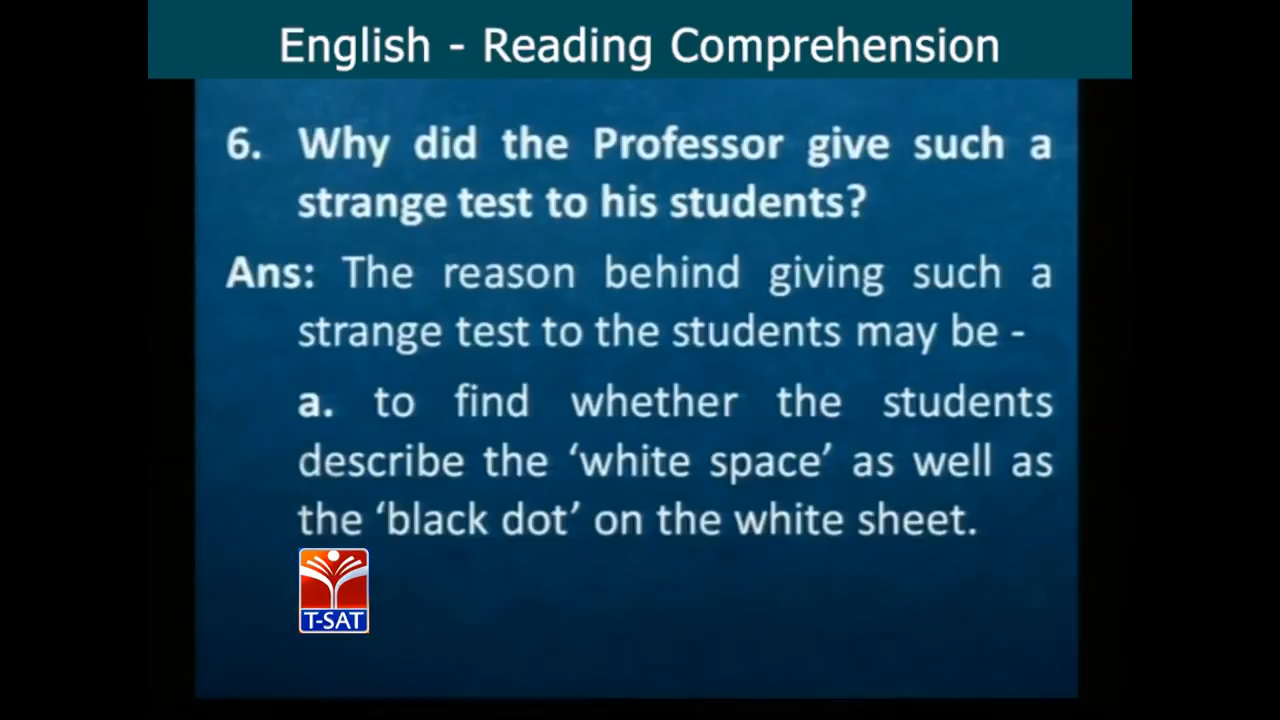 English - Reading Comprehension
6. Why did the Professor give such a
strange test to his students?
Ans: The reason behind giving such a
strange test to the students may be -
a. to find whether the students
describe the ‘white space’ as well as
the ‘black dot’ on the white sheet.
T-SAT